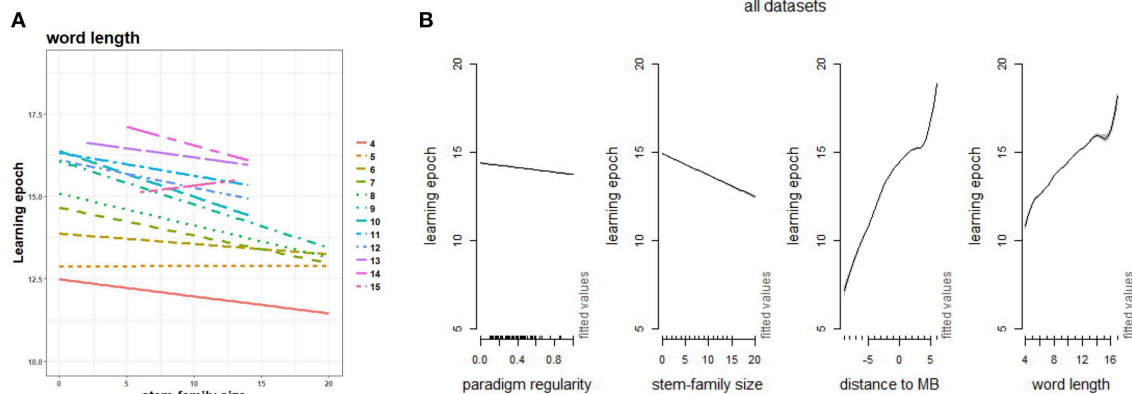 A
word length
17.5
15.0
12.5
10.0
Learning epoch
0 5 10 15 20
stem-family size
4
5
6
7
8
9
10
11
12
13
14
15
B
all datasets
20
15
10
5
learning epoch
fitted values
0.0 0.4 0.8
paradigm regularity
20
15
10
5
learning epoch
fitted values
0 5 10 15 20
stem-family size
20
15
10
5
learning epoch
fitted values
-5 0 5
distance to MB
20
15
10
5
learning epoch
fitted values
4 8 12 16
word length